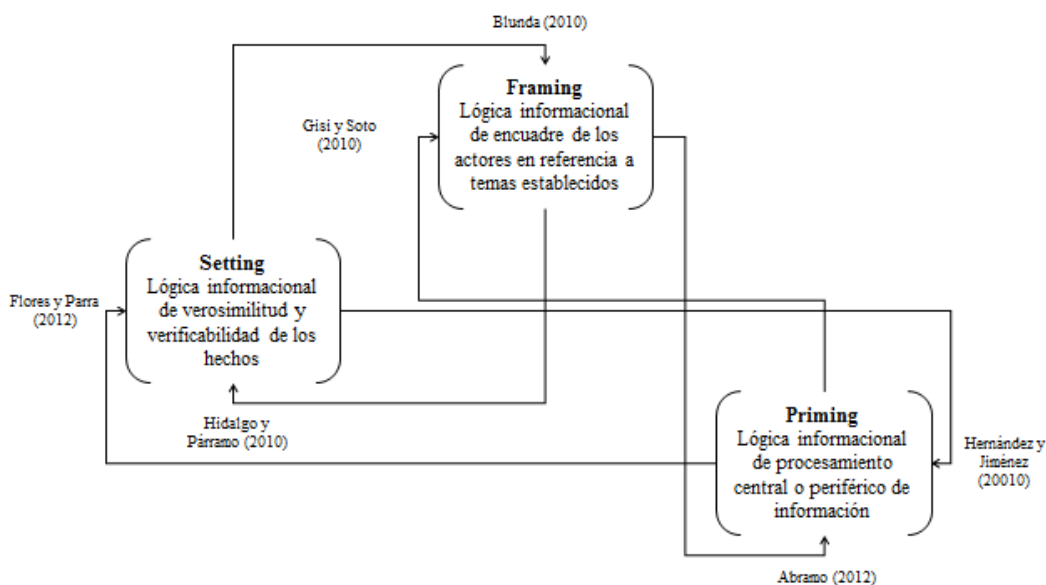 Blunda (2010)
Framing
Lógica informacional
de encuadre de los
actores en referencia a
temas establecidos
Gisi y Soto
(2010)
Setting
Lógica informacional
de verosimilitud y
verificabilidad de los
hechos
Flores y Parra
(2012)
Hidalgo y
Párramo (2010)
Priming
Lógica informacional
de procesamiento
central o periférico de
información
Hernández y
Jiménez
(20010)
Abramo (2012)